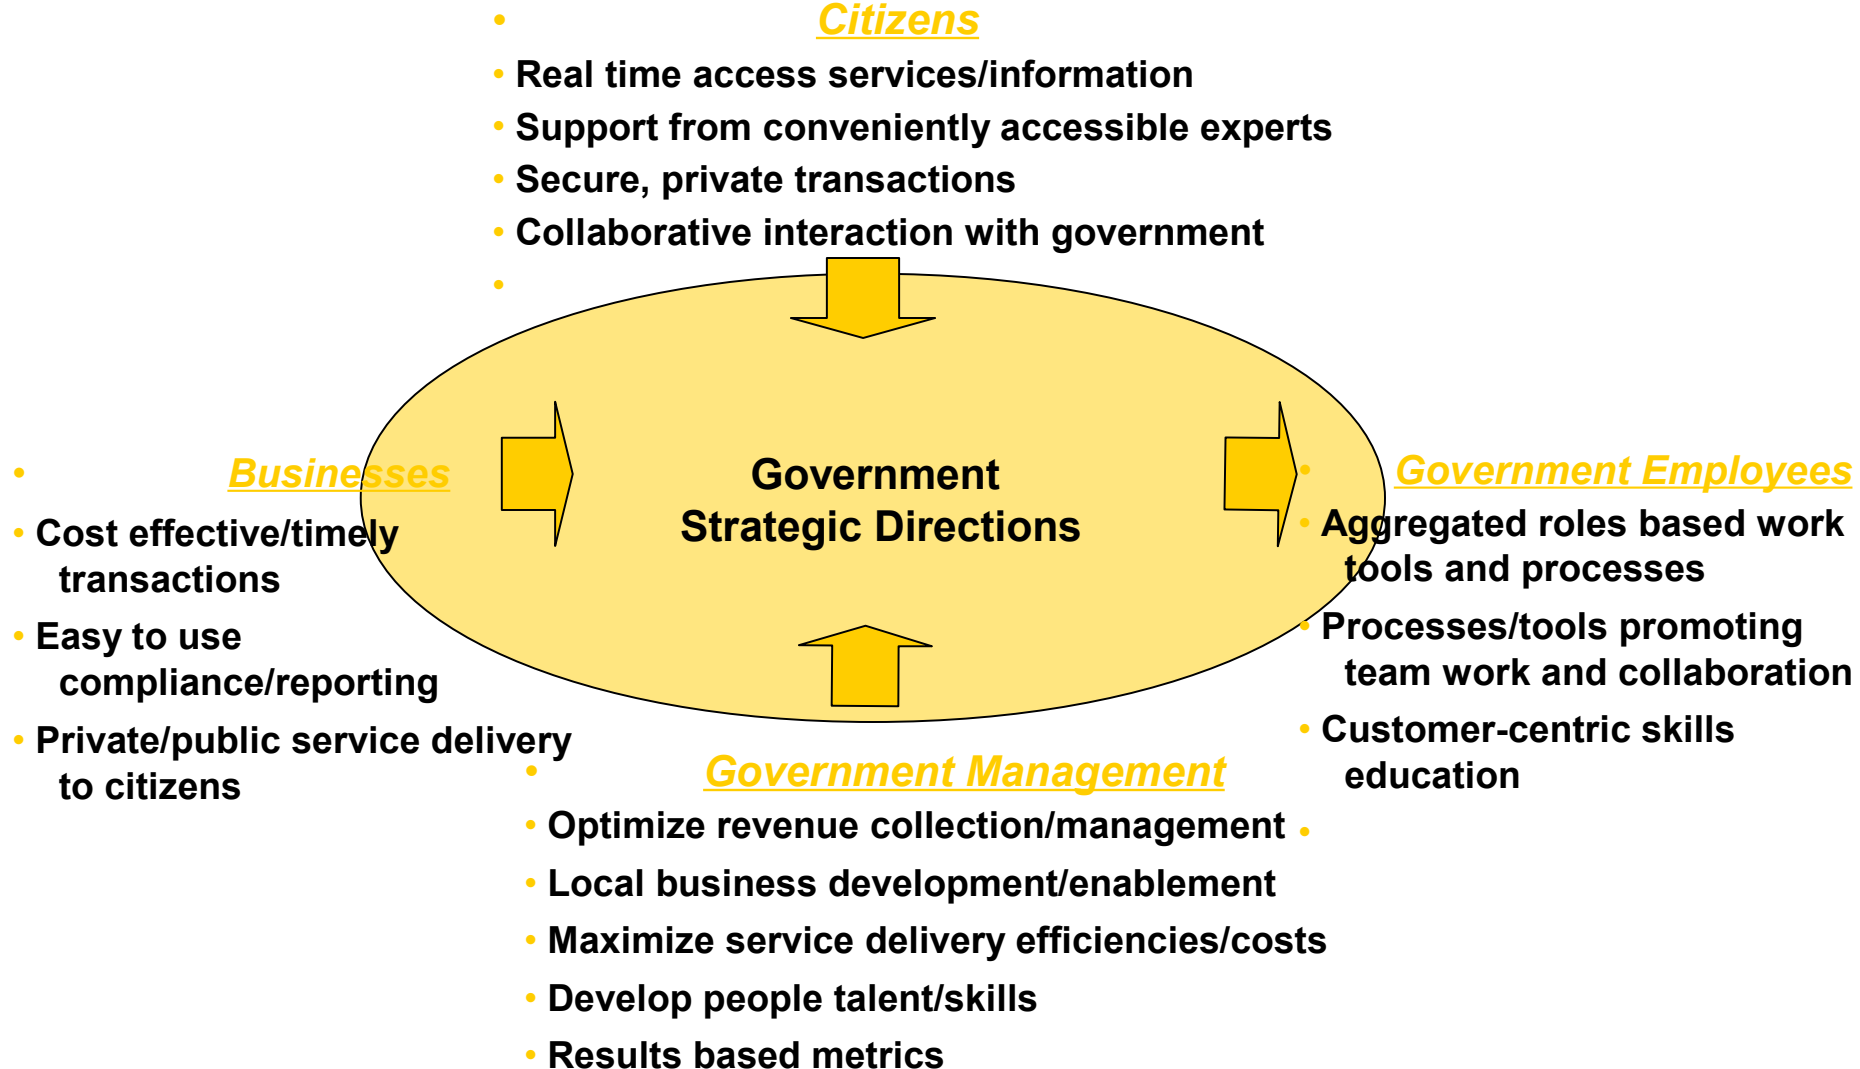 • Citizens
• Real time access services/information
• Support from conveniently accessible experts
• Secure, private transactions
• Collaborative interaction with government
•
• Businesses
• Cost effective/timely
transactions
• Easy to use
compliance/reporting
• Private/public service delivery
to citizens
Government
Strategic Directions
• Government Employees
• Aggregated roles based work
tools and processes
• Processes/tools promoting
team work and collaboration
• Customer-centric skills
education
•
• Government Management
• Optimize revenue collection/management
• Local business development/enablement
• Maximize service delivery efficiencies/costs
• Develop people talent/skills
• Results based metrics